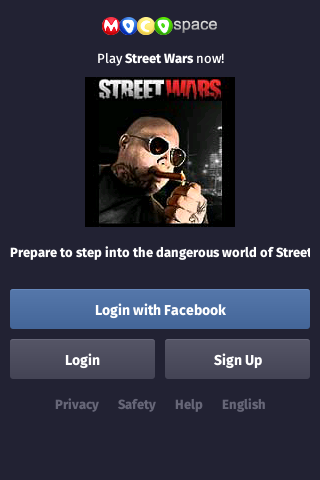 MOCOspace
Play Street Wars now!
STREET WARS
Prepare to step into the dangerous world of Street
Login with Facebook
Login
Sign Up
Privacy
Safety
Help
English